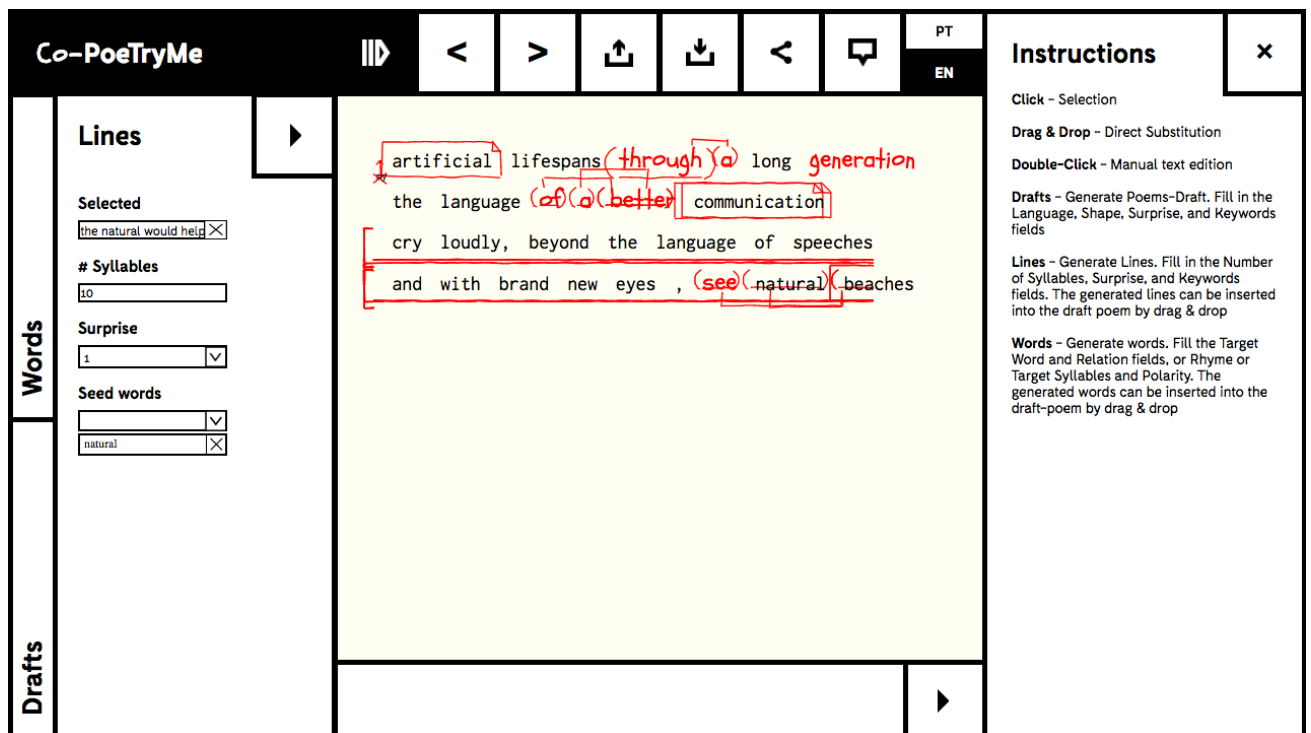 Co-PoeTryMe
PT
EN
Words
Drafts
Lines
Selected
the natural would help
# Syllables
10
Surprise
1
Seed words
natural
artificial lifespans (through)(a) long generation
the language (of)(a)(better) communication
cry loudly, beyond the language of speeches
and with brand new eyes , (see)(natural)(beaches
Instructions
Click - Selection
Drag & Drop - Direct Substitution
Double-Click - Manual text edition
Drafts - Generate Poems-Draft. Fill in the
Language, Shape, Surprise, and Keywords
fields
Lines - Generate Lines. Fill in the Number
of Syllables, Surprise, and Keywords
fields. The generated lines can be inserted
into the draft poem by drag & drop
Words - Generate words. Fill the Target
Word and Relation fields, or Rhyme or
Target Syllables and Polarity. The
generated words can be inserted into the
draft-poem by drag & drop